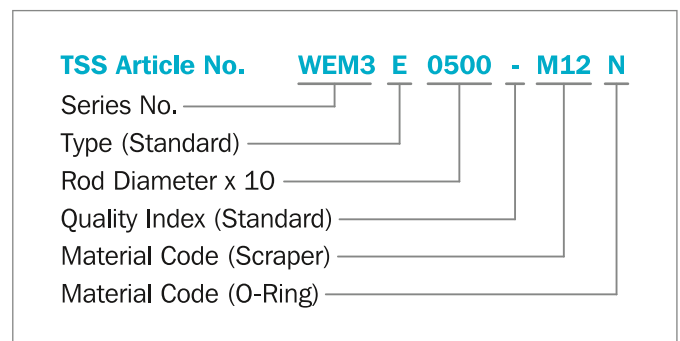 TSS Article No. WEM3 E 0500 - M12 N
Series No.
Type (Standard)
Rod Diameter x 10
Quality Index (Standard)
Material Code (Scraper)
Material Code (O-Ring)